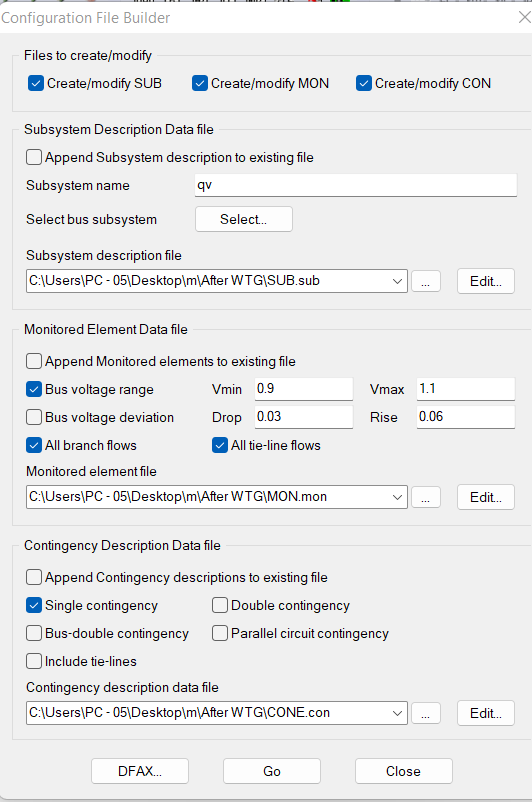 Configuration File Builder
Files to create/modify
Create/modify SUB Create/modify MON Create/modify CON
Subsystem Description Data file
Append Subsystem description to existing file
Subsystem name qv
Select bus subsystem Select...
Subsystem description file
C:\Users\PC - 05\Desktop\m\After WTG\SUB.sub ... Edit...
Monitored Element Data file
Append Monitored elements to existing file
Bus voltage range Vmin 0.9 Vmax 1.1
Bus voltage deviation Drop 0.03 Rise 0.06
All branch flows All tie-line flows
Monitored element file
C:\Users\PC - 05\Desktop\m\After WTG\MON.mon ... Edit...
Contingency Description Data file
Append Contingency descriptions to existing file
Single contingency Double contingency
Bus-double contingency Parallel circuit contingency
Include tie-lines
Contingency description data file
C:\Users\PC - 05\Desktop\m\After WTG\CONE.con ... Edit...
DFAX... Go Close